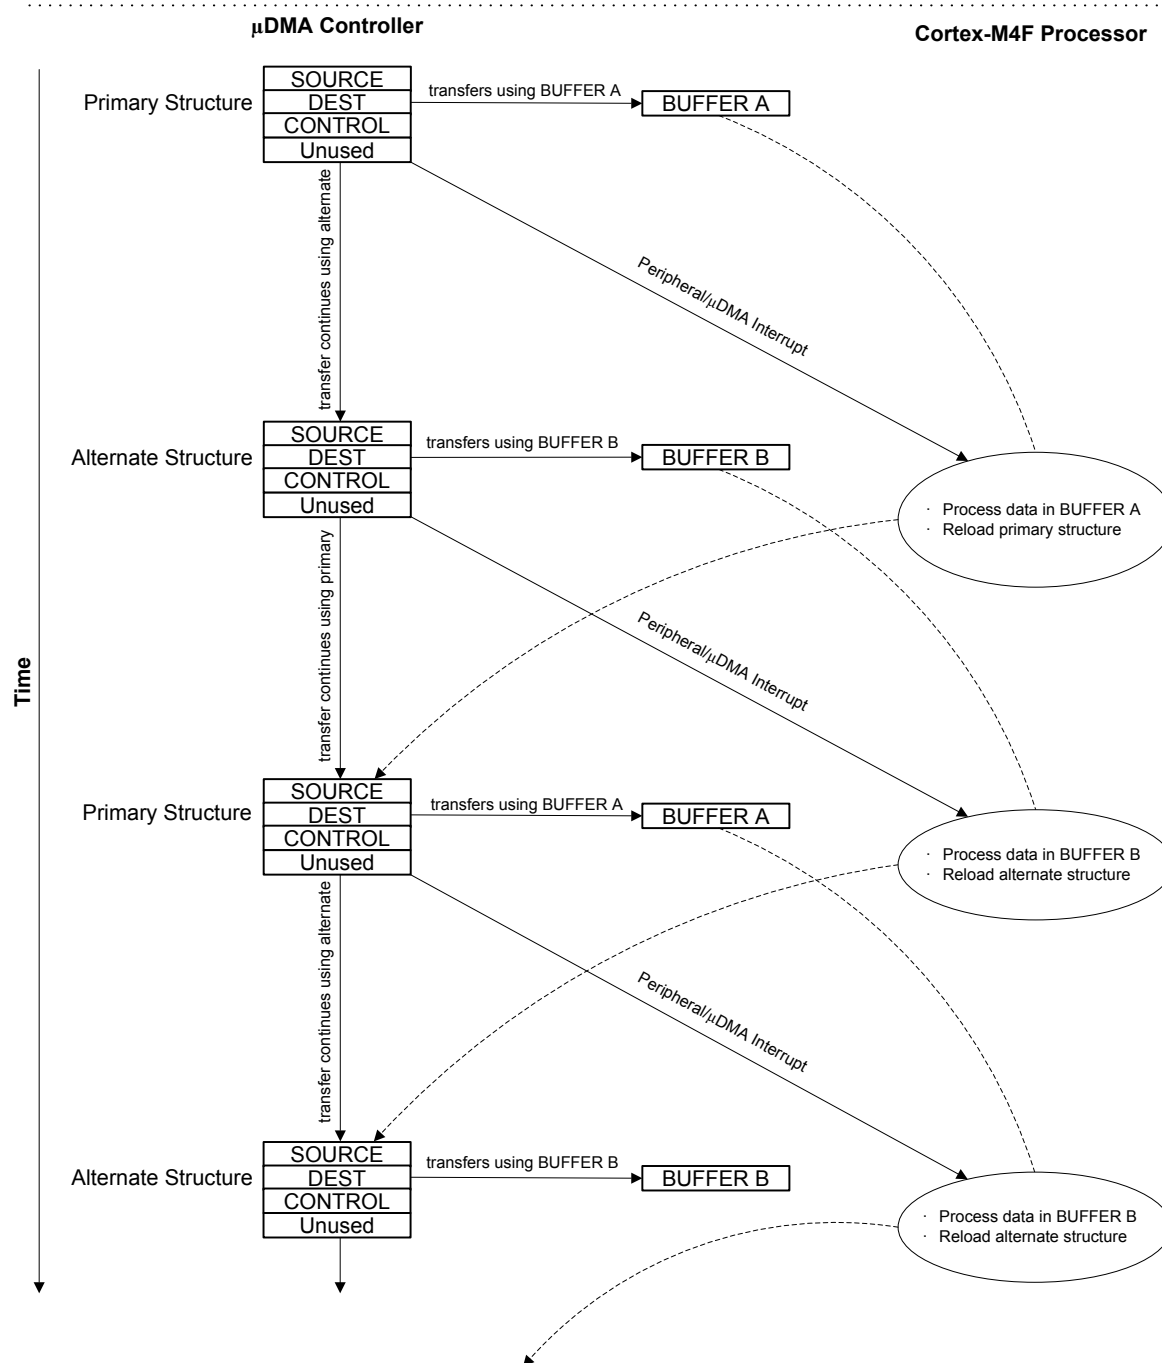 µDMA Controller
Cortex-M4F Processor
Time
Primary Structure
SOURCE
DEST
CONTROL
Unused
transfers using BUFFER A
BUFFER A
transfer continues using alternate
Peripheral/µDMA Interrupt
Alternate Structure
SOURCE
DEST
CONTROL
Unused
transfers using BUFFER B
BUFFER B
· Process data in BUFFER A
· Reload primary structure
transfer continues using primary
Peripheral/µDMA Interrupt
Primary Structure
SOURCE
DEST
CONTROL
Unused
transfers using BUFFER A
BUFFER A
· Process data in BUFFER B
· Reload alternate structure
transfer continues using alternate
Peripheral/µDMA Interrupt
Alternate Structure
SOURCE
DEST
CONTROL
Unused
transfers using BUFFER B
BUFFER B
· Process data in BUFFER B
· Reload alternate structure